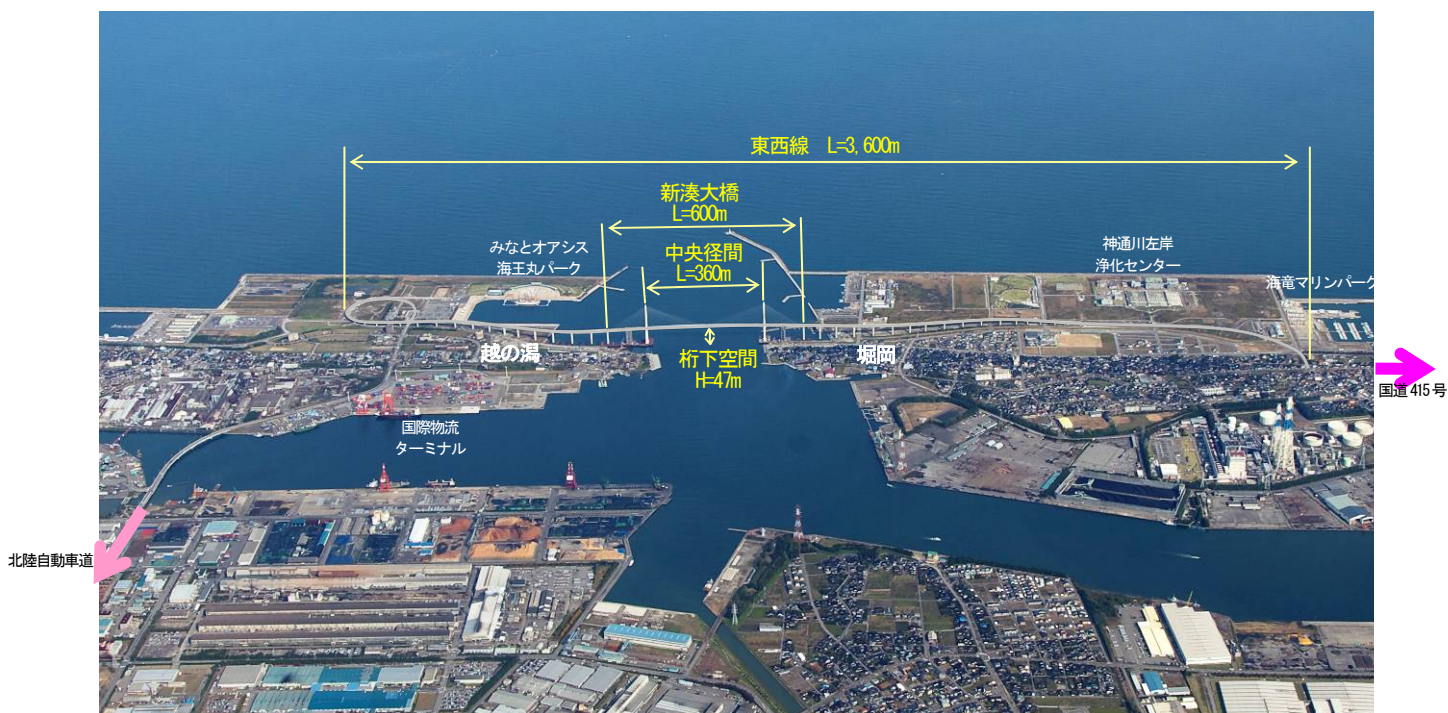 東西線　L=3,600m
新湊大橋
L=600m
みなとオアシス
海王丸パーク
中央径間
L=360m
神通川左岸
浄化センター
海竜マリンパーク
越の潟
桁下空間
H=47m
堀岡
国道415号
国際物流
ターミナル
北陸自動車道